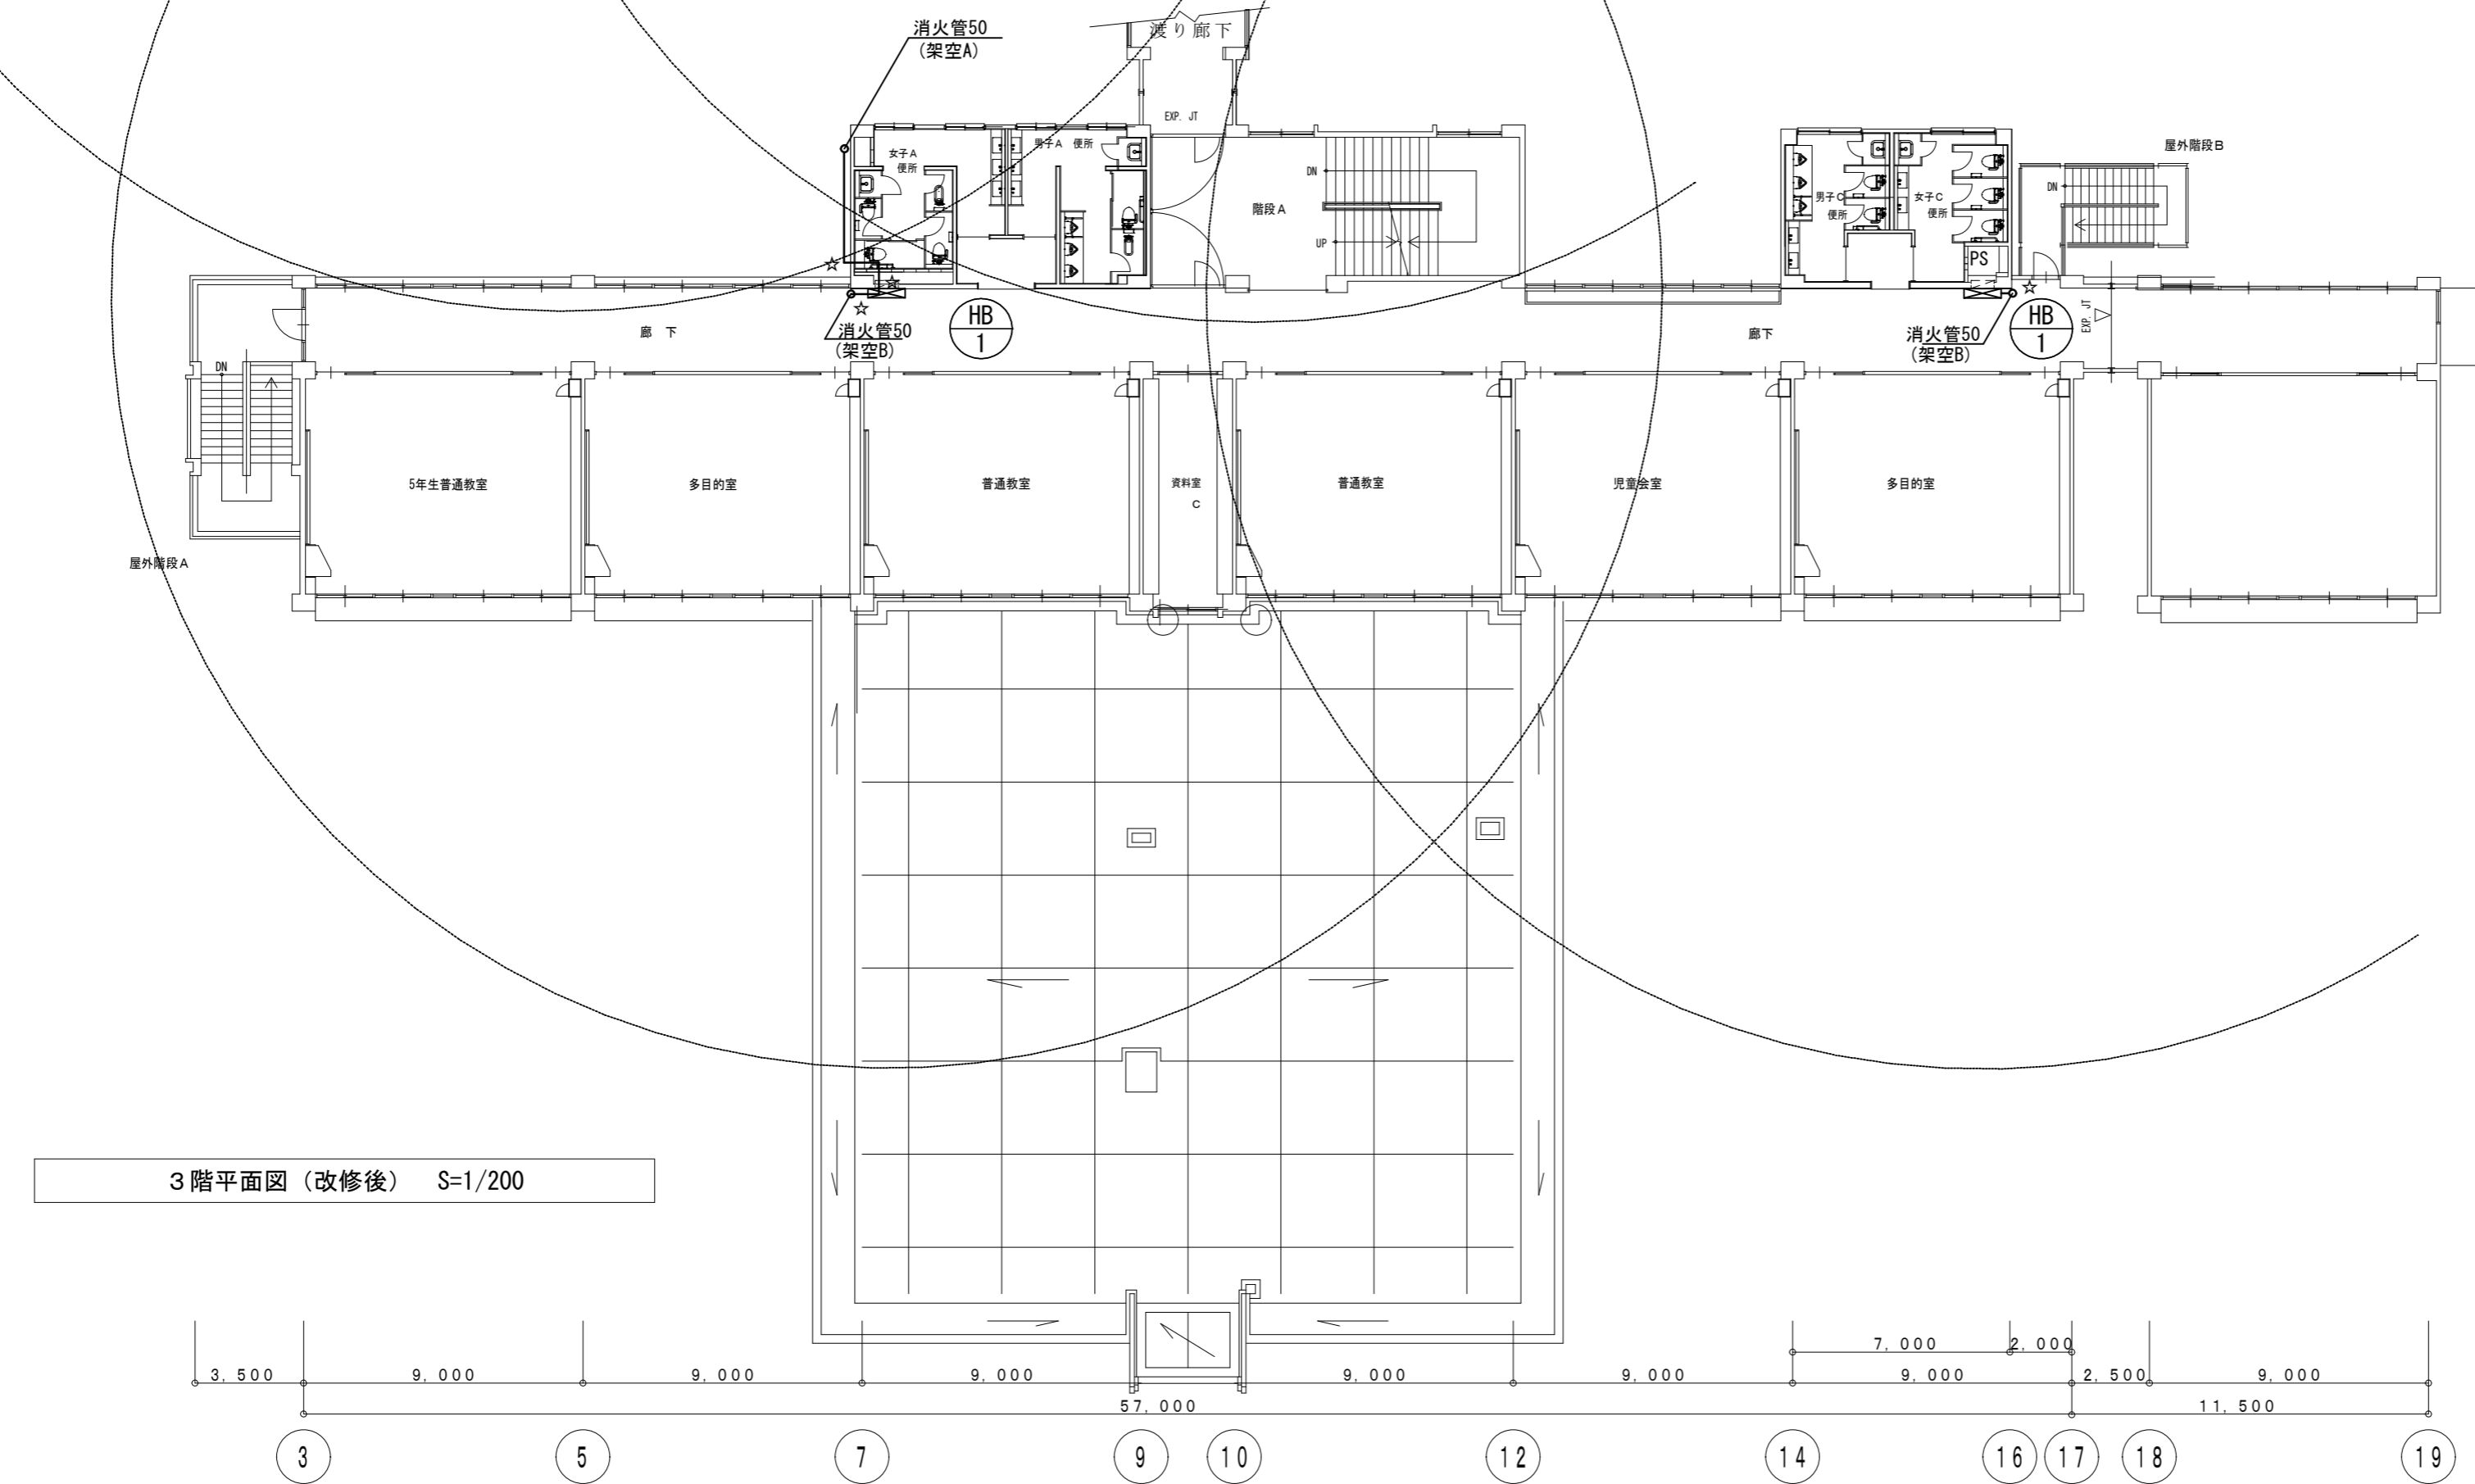 消火管50
(架空A)
渡り廊下
EXP. JT
女子A
便所
男子A 便所
DN
UP
階段A
男子C
便所
女子C
便所
PS
屋外階段B
DN
HB
1
消火管50
(架空B)
廊 下
廊下
消火管50
(架空B)
HB
1
EXP. JT
DN
5年生普通教室
多目的室
普通教室
資料室
C
普通教室
児童会室
多目的室
屋外階段A
3階平面図（改修後） S=1/200
7,000
2,000
3,500
9,000
9,000
9,000
9,000
9,000
9,000
2,500
9,000
57,000
11,500
3
5
7
9
10
12
14
16
17
18
19